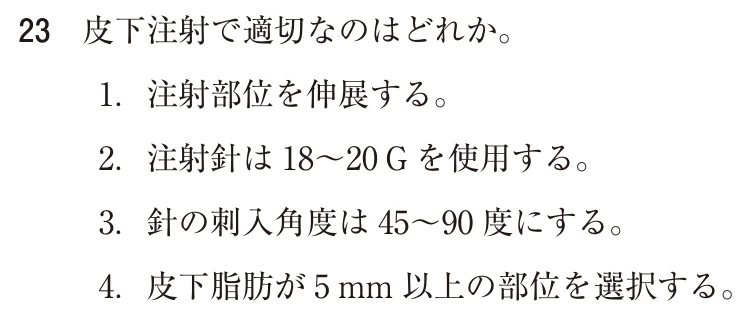 23 皮下注射で適切なのはどれか。
1. 注射部位を伸展する。
2. 注射針は 18〜20 G を使用する。
3. 針の刺入角度は 45〜90 度にする。
4. 皮下脂肪が 5 mm 以上の部位を選択する。